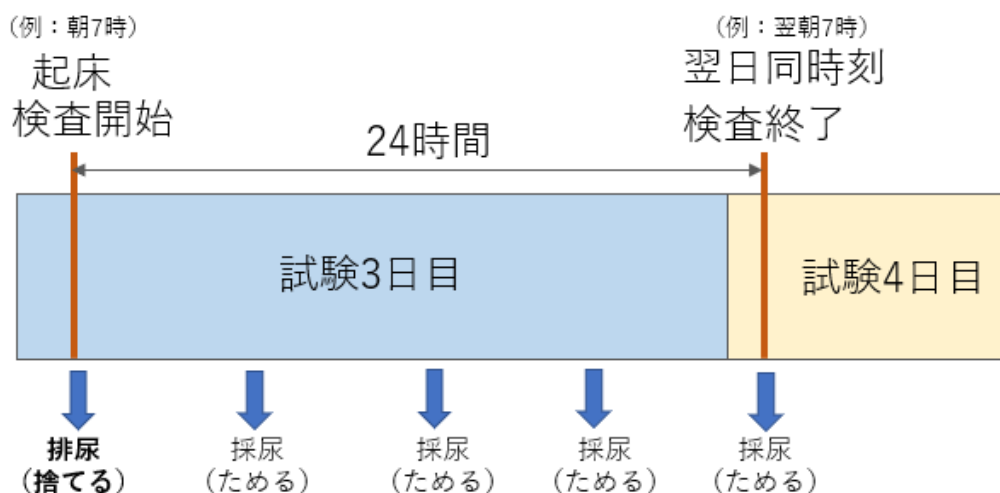 (例：朝7時)
起床
検査開始
(例：翌朝7時)
翌日同時刻
検査終了
24時間
試験3日目
試験4日目
排尿
(捨てる)
採尿
(ためる)
採尿
(ためる)
採尿
(ためる)
採尿
(ためる)